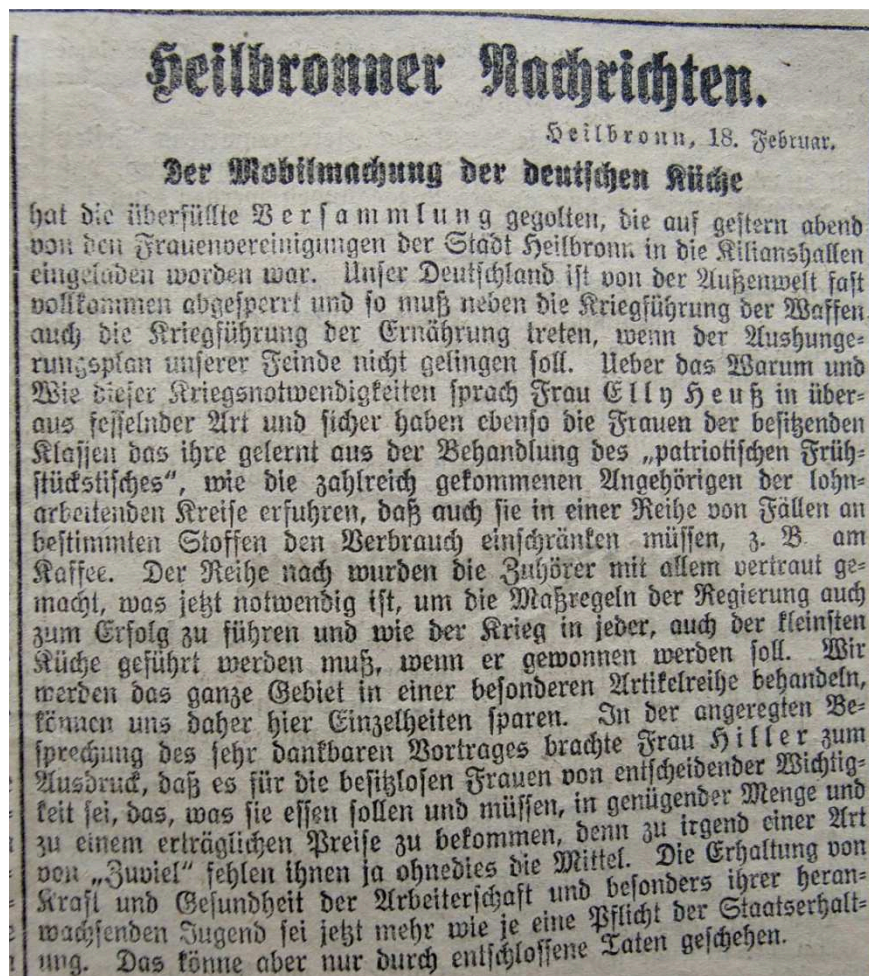 Heilbronner Nachrichten.
Heilbronn, 18. Februar.
Der Mobilmachung der deutschen Küche
hat die überfüllte Versammlung gegolten, die auf gestern abend
von den Frauenvereinigungen der Stadt Heilbronn in die Kilianshallen
eingeladen worden war. Unser Deutschland ist von der Außenwelt fast
vollkommen abgesperrt und so muß neben die Kriegführung der Waffen
auch die Kriegführung der Ernährung treten, wenn der Aushunge-
rungsplan unserer Feinde nicht gelingen soll. Ueber das Warum und
Wie dieser Kriegsnotwendigkeiten sprach Frau Elly Heuß in über-
aus fesselnder Art und sicher haben ebenso die Frauen der besitzenden
Klassen das ihre gelernt aus der Behandlung des „patriotischen Früh-
stückstisches“, wie die zahlreich gekommenen Angehörigen der lohn-
arbeitenden Kreise erfuhren, daß auch sie in einer Reihe von Fällen an
bestimmten Stoffen den Verbrauch einschränken müssen, z. B. am
Kaffee. Der Reihe nach wurden die Zuhörer mit allem vertraut ge-
macht, was jetzt notwendig ist, um die Maßregeln der Regierung auch
zum Erfolg zu führen und wie der Krieg in jeder, auch der kleinsten
Küche geführt werden muß, wenn er gewonnen werden soll. Wir
werden das ganze Gebiet in einer besonderen Artikelreihe behandeln,
können uns daher hier Einzelheiten sparen. In der angeregten Be-
sprechung des sehr dankbaren Vortrages brachte Frau Hiller zum
Ausdruck, daß es für die besitzlosen Frauen von entscheidender Wichtig-
keit sei, das, was sie essen sollen und müssen, in genügender Menge und
zu einem erträglichen Preise zu bekommen, denn zu irgend einer Art
von „Zuviel“ fehlen ihnen ja ohnedies die Mittel. Die Erhaltung von
Kraft und Gesundheit der Arbeiterschaft und besonders ihrer heran-
wachsenden Jugend sei jetzt mehr wie je eine Pflicht der Staatserhalt-
ung. Das könne aber nur durch entschlossene Taten geschehen.